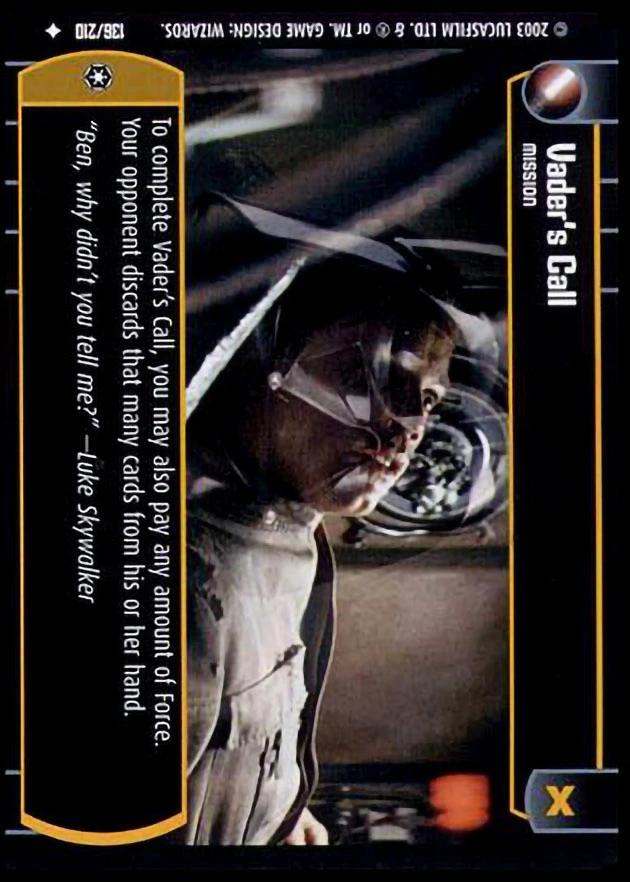 Vader's Call
MISSION
X
To complete Vader's Call, you may also pay any amount of Force.
Your opponent discards that many cards from his or her hand.
"Ben, why didn't you tell me?" —Luke Skywalker
© 2003 LUCASFILM LTD. & ® or TM. GAME DESIGN: WIZARDS. 136/210